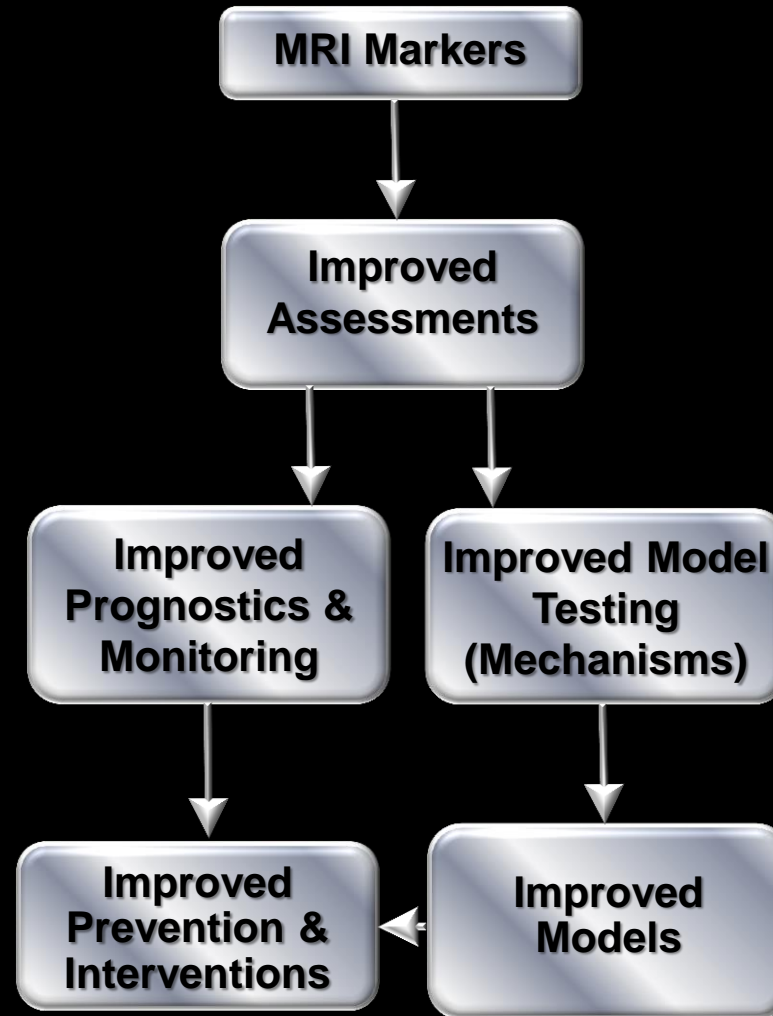 MRI Markers
Improved
Assessments
Improved
Prognostics &
Monitoring
Improved Model
Testing
(Mechanisms)
Improved
Prevention &
Interventions
Improved
Models